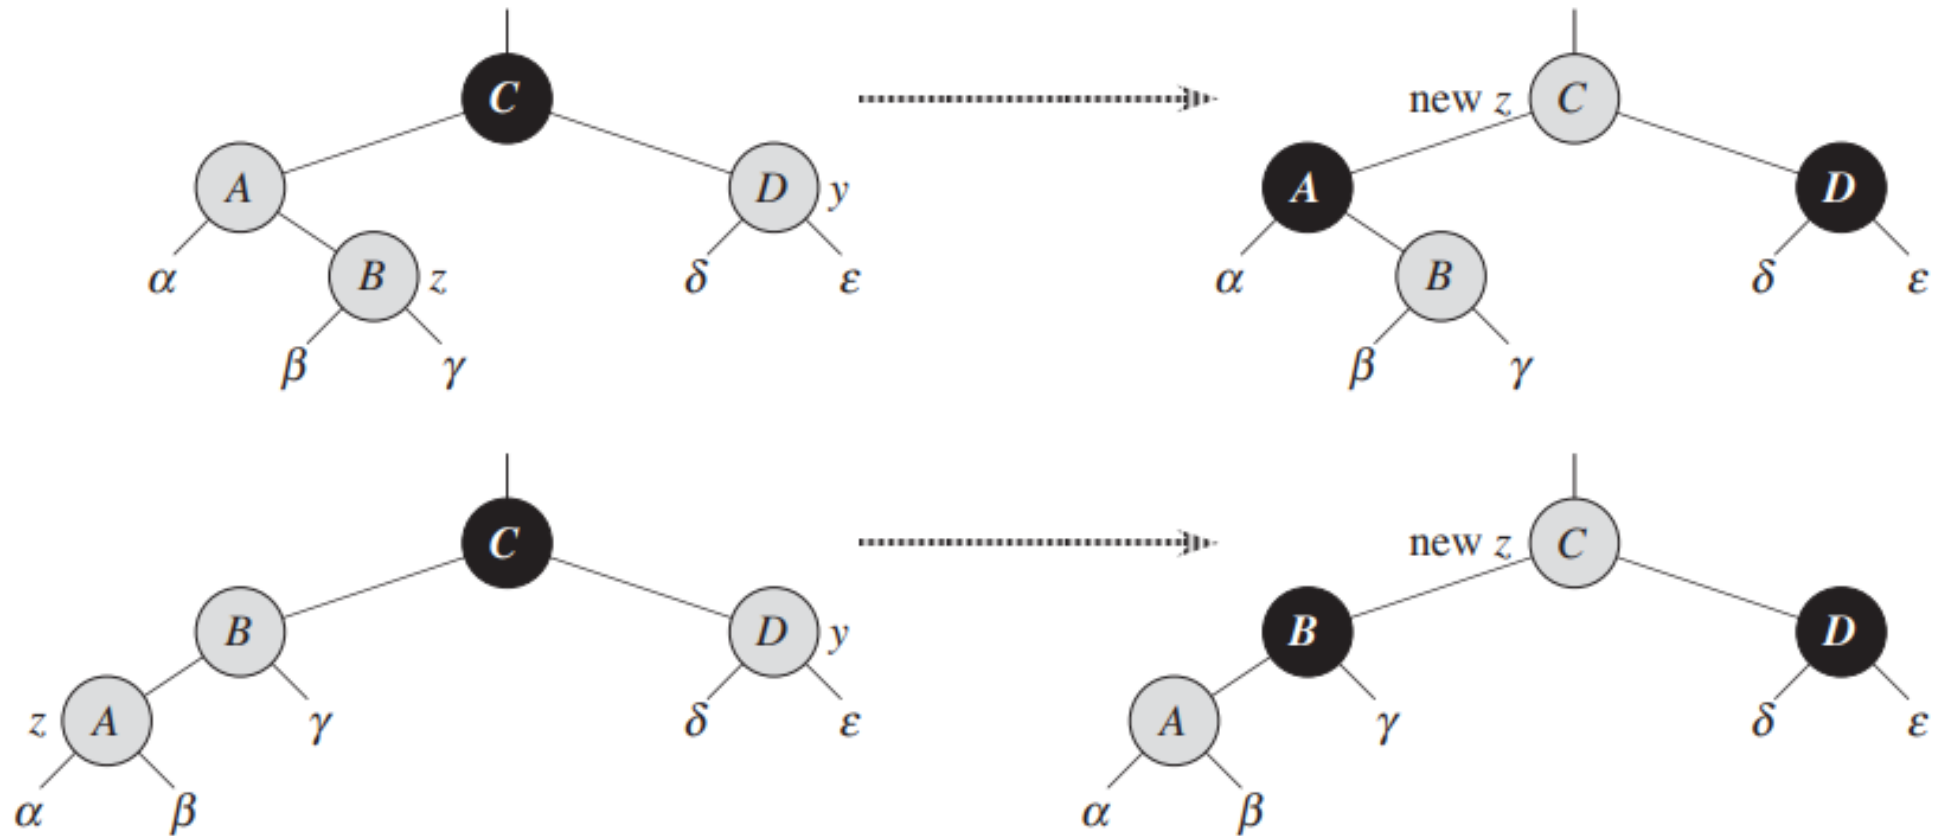 C new z C
A D y A D
α B z δ ε α B δ ε
β γ β γ
C new z C
B D y B D
z A γ δ ε A γ δ ε
α β α β